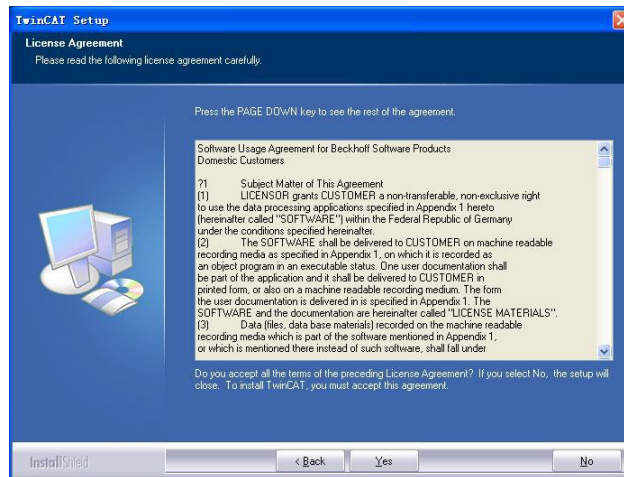 TwinCAT Setup
License Agreement
Please read the following license agreement carefully.
Press the PAGE DOWN key to see the rest of the agreement.
Software Usage Agreement for Beckhoff Software Products
Domestic Customers
?1 Subject Matter of This Agreement
(1) LICENSOR grants CUSTOMER a non-transferable, non-exclusive right
to use the data processing applications specified in Appendix 1 hereto
(hereinafter called "SOFTWARE") within the Federal Republic of Germany
under the conditions specified hereinafter.
(2) The SOFTWARE shall be delivered to CUSTOMER on machine readable
recording media as specified in Appendix 1, on which it is recorded as
an object program in an executable status. One user documentation shall
be part of the application and it shall be delivered to CUSTOMER in
printed form, or also on a machine readable recording medium. The form
the user documentation is delivered in is specified in Appendix 1. The
SOFTWARE and the documentation are hereinafter called "LICENSE MATERIALS".
(3) Data (files, data base materials) recorded on the machine readable
recording media which is part of the software mentioned in Appendix 1,
or which is mentioned there instead of such software, shall fall under
Do you accept all the terms of the preceding License Agreement? If you select No, the setup will
close. To install TwinCAT, you must accept this agreement.
InstallShield
< Back
Yes
No